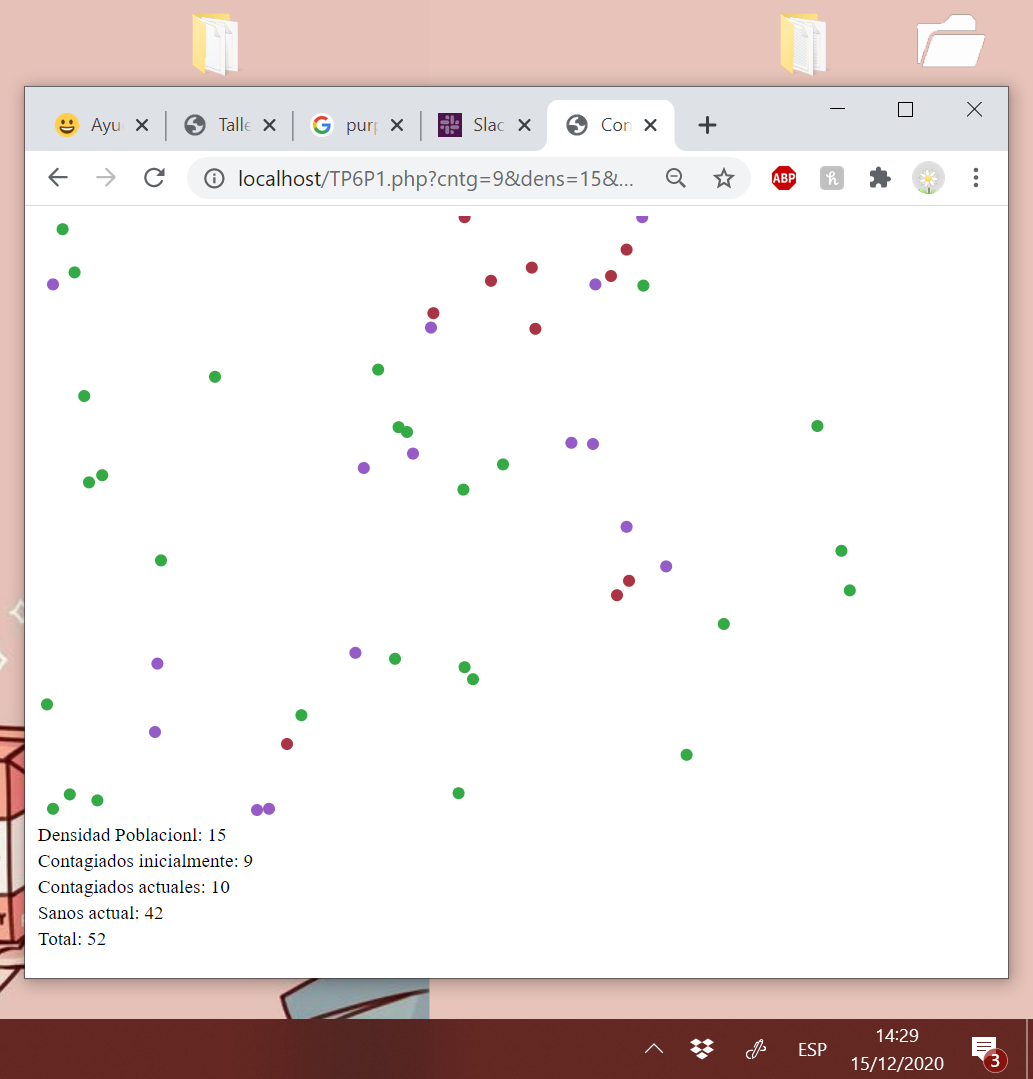 Ayu
Talle
purp
Slac
Con
localhost/TP6P1.php?cntg=9&dens=15&...
ABP
h
Densidad Poblacionl: 15
Contagiados inicialmente: 9
Contagiados actuales: 10
Sanos actual: 42
Total: 52
ESP
14:29
15/12/2020
3